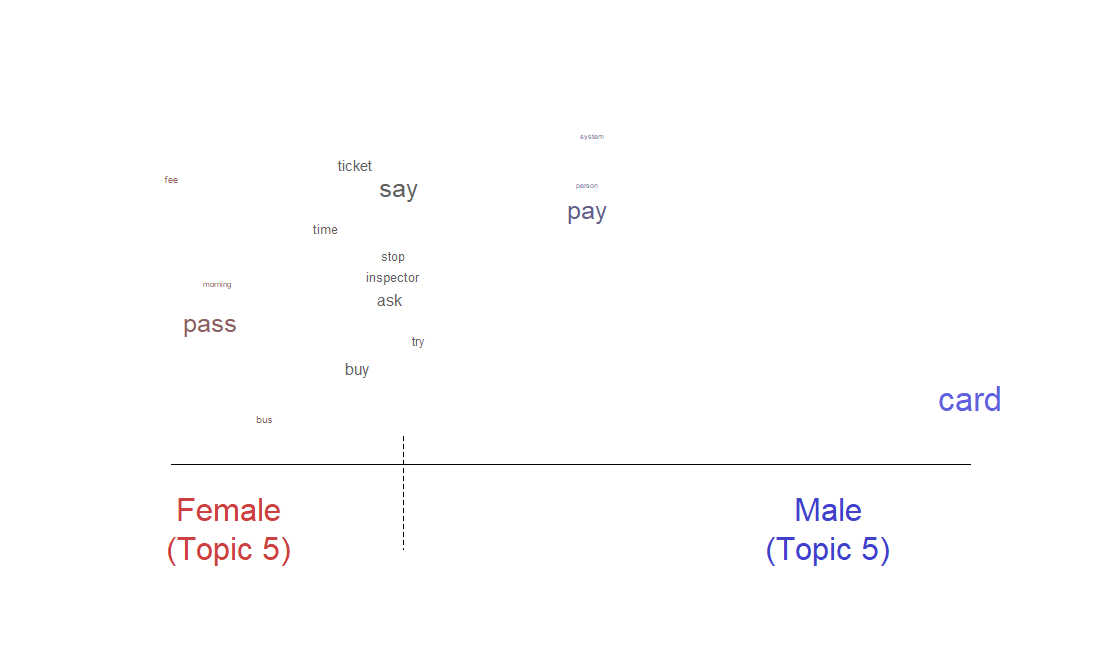 system
ticket
fee
person
say
pay
time
stop
inspector
morning
ask
pass
try
buy
card
bus
Female
(Topic 5)
Male
(Topic 5)